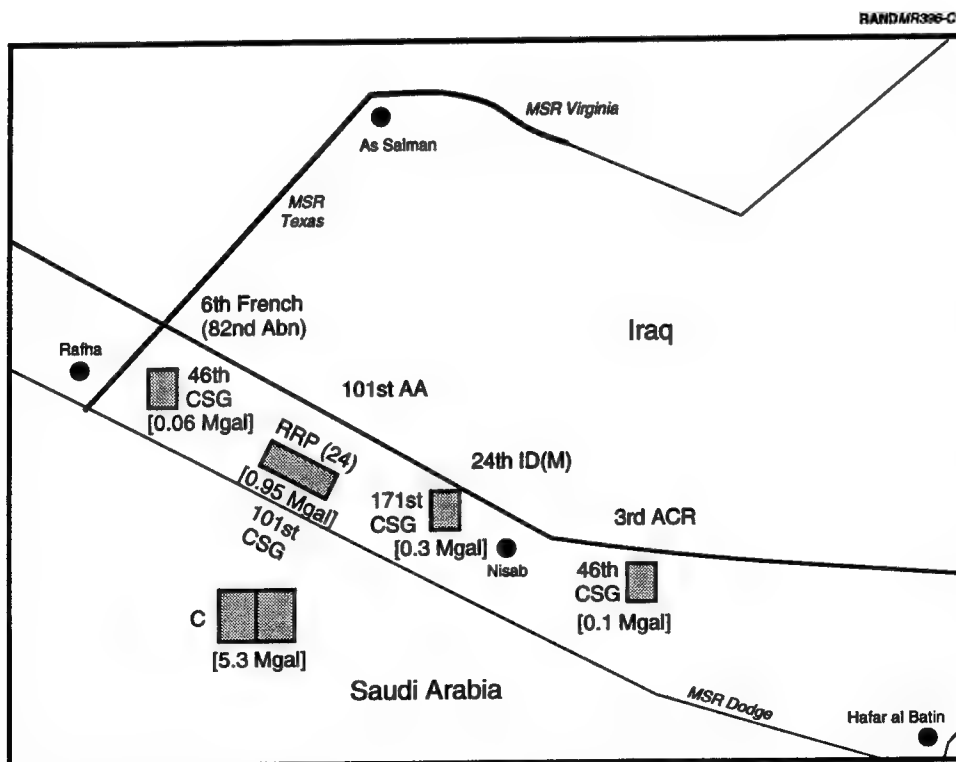 RANDMR396-C
MSR Virginia
As Salman
MSR
Texas
6th French
(82nd Abn)
Iraq
Rafha
46th
CSG
[0.06 Mgal]
101st AA
RRP (24)
[0.95 Mgal]
101st
CSG
24th ID(M)
171st
CSG
[0.3 Mgal]
Nisab
3rd ACR
46th
CSG
[0.1 Mgal]
C
[5.3 Mgal]
Saudi Arabia
MSR Dodge
Hafar al Batin